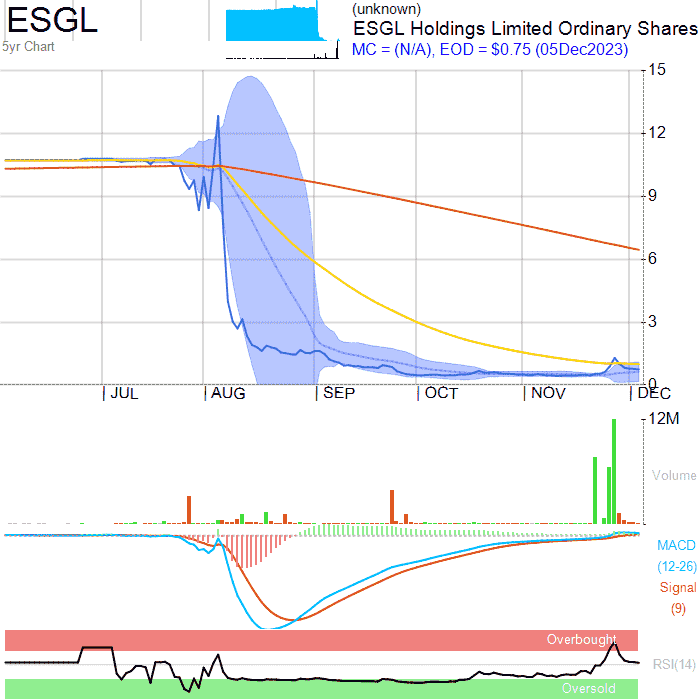 ESGL
5yr Chart
(unknown)
ESGL Holdings Limited Ordinary Shares
MC = (N/A), EOD = $0.75 (05Dec2023)
15
12
9
6
3
0
JUL AUG SEP OCT NOV DEC
12M
Volume
MACD
(12-26)
Signal
(9)
Overbought
RSI(14)
Oversold